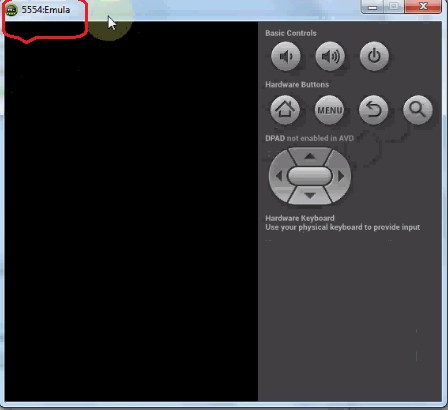 5554:Emula
Basic Controls
Hardware Buttons
MENU
DPAD not enabled in AVD
Hardware Keyboard
Use your physical keyboard to provide input